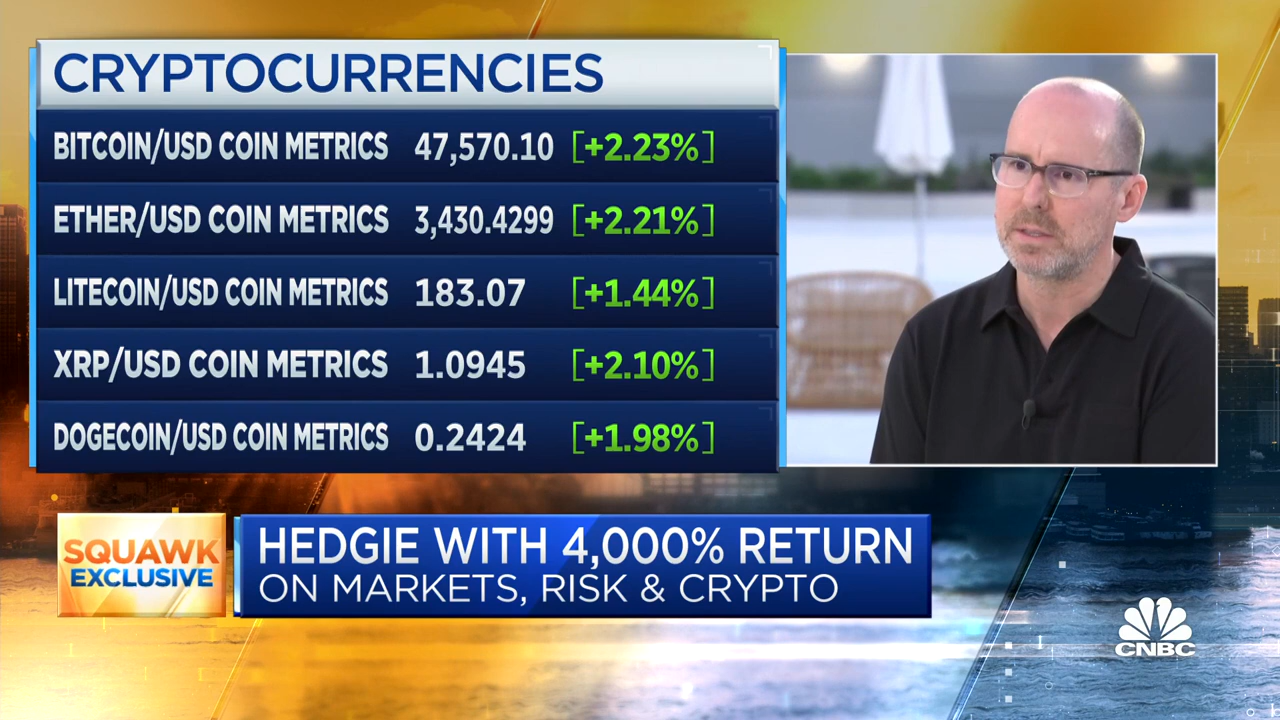 CRYPTOCURRENCIES
BITCOIN/USD COIN METRICS 47,570.10 [+2.23%]
ETHER/USD COIN METRICS 3,430.4299 [+2.21%]
LITECOIN/USD COIN METRICS 183.07 [+1.44%]
XRP/USD COIN METRICS 1.0945 [+2.10%]
DOGECOIN/USD COIN METRICS 0.2424 [+1.98%]
SQUAWK
EXCLUSIVE
HEDGIE WITH 4,000% RETURN
ON MARKETS, RISK & CRYPTO
CNBC